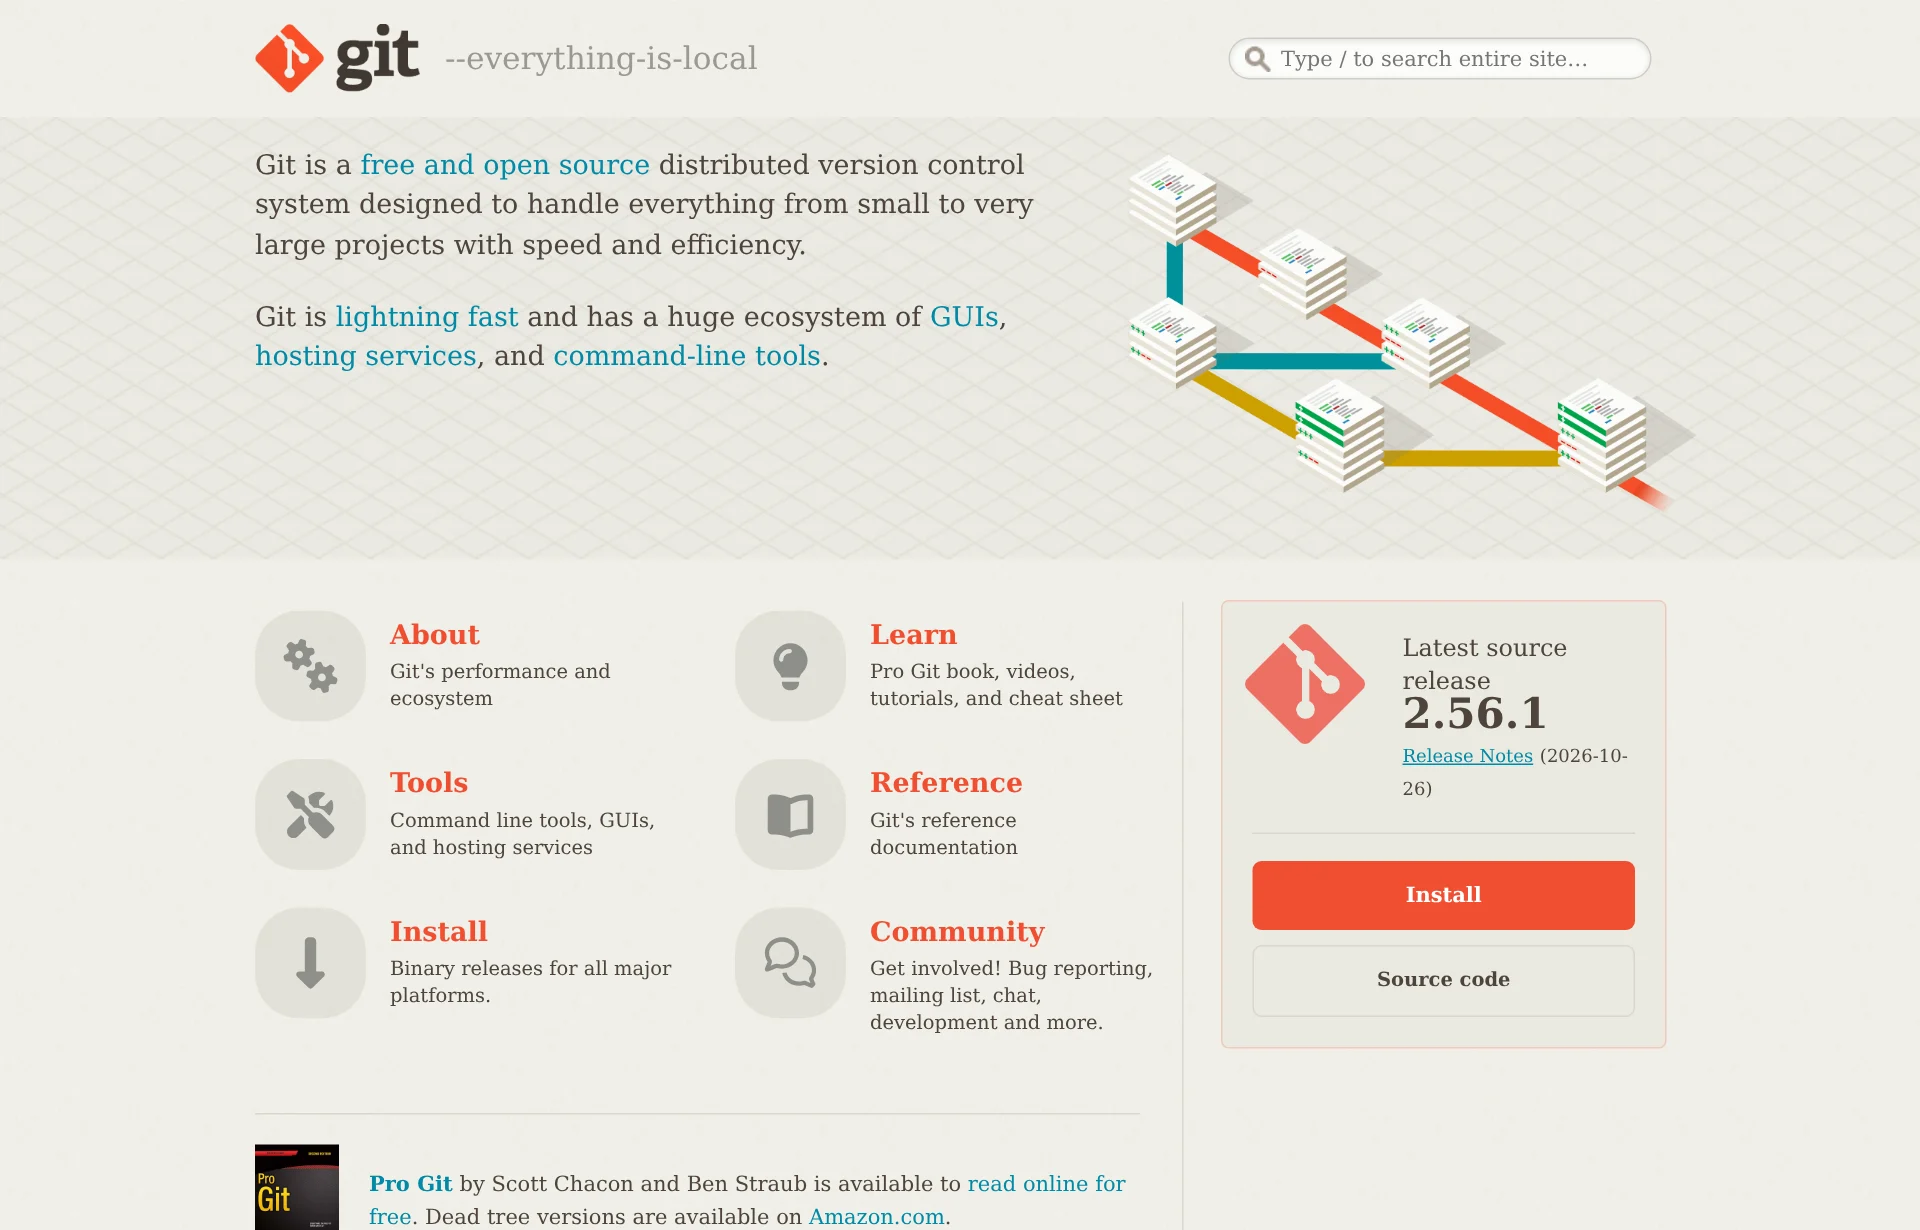 git --everything-is-local
Type / to search entire site…
Git is a free and open source distributed version control
system designed to handle everything from small to very
large projects with speed and efficiency.
Git is lightning fast and has a huge ecosystem of GUIs,
hosting services, and command-line tools.
About
Git's performance and
ecosystem
Learn
Pro Git book, videos,
tutorials, and cheat sheet
Tools
Command line tools, GUIs,
and hosting services
Reference
Git's reference
documentation
Install
Binary releases for all major
platforms.
Community
Get involved! Bug reporting,
mailing list, chat,
development and more.
Latest source
release
2.56.1
Release Notes (2026-10-
26)
Install
Source code
Pro
Git
Pro Git by Scott Chacon and Ben Straub is available to read online for
free. Dead tree versions are available on Amazon.com.